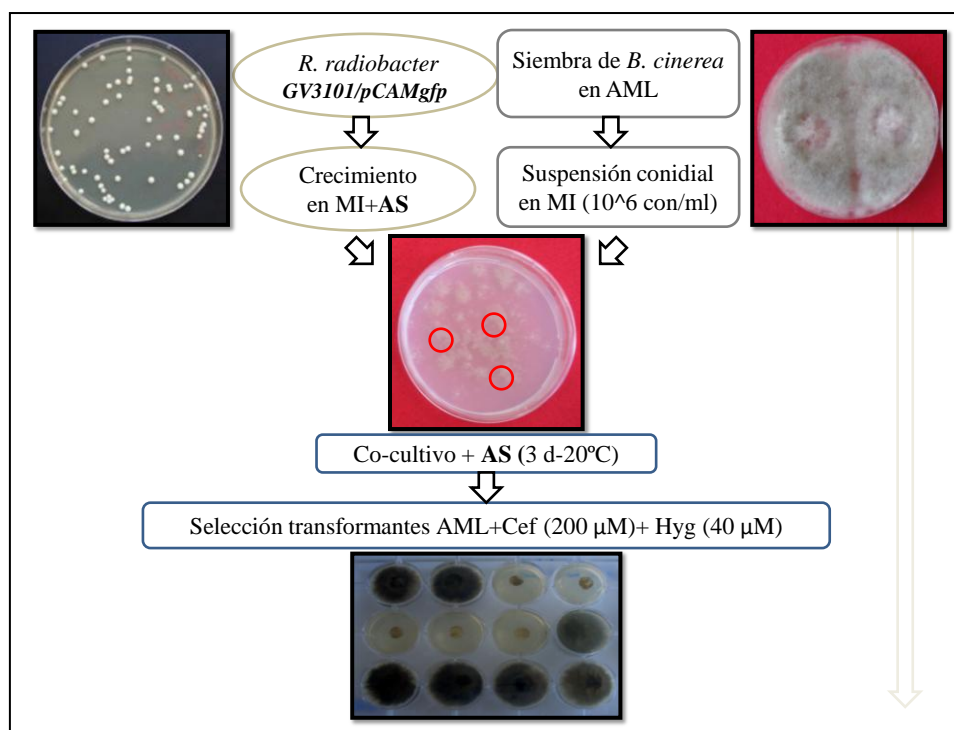 R. radiobacter
GV3101/pCAMgfp
Siembra de B. cinerea
en AML
Crecimiento
en MI+AS
Suspensión conidial
en MI (10^6 con/ml)
Co-cultivo + AS (3 d-20ºC)
Selección transformantes AML+Cef (200 µM)+ Hyg (40 µM)